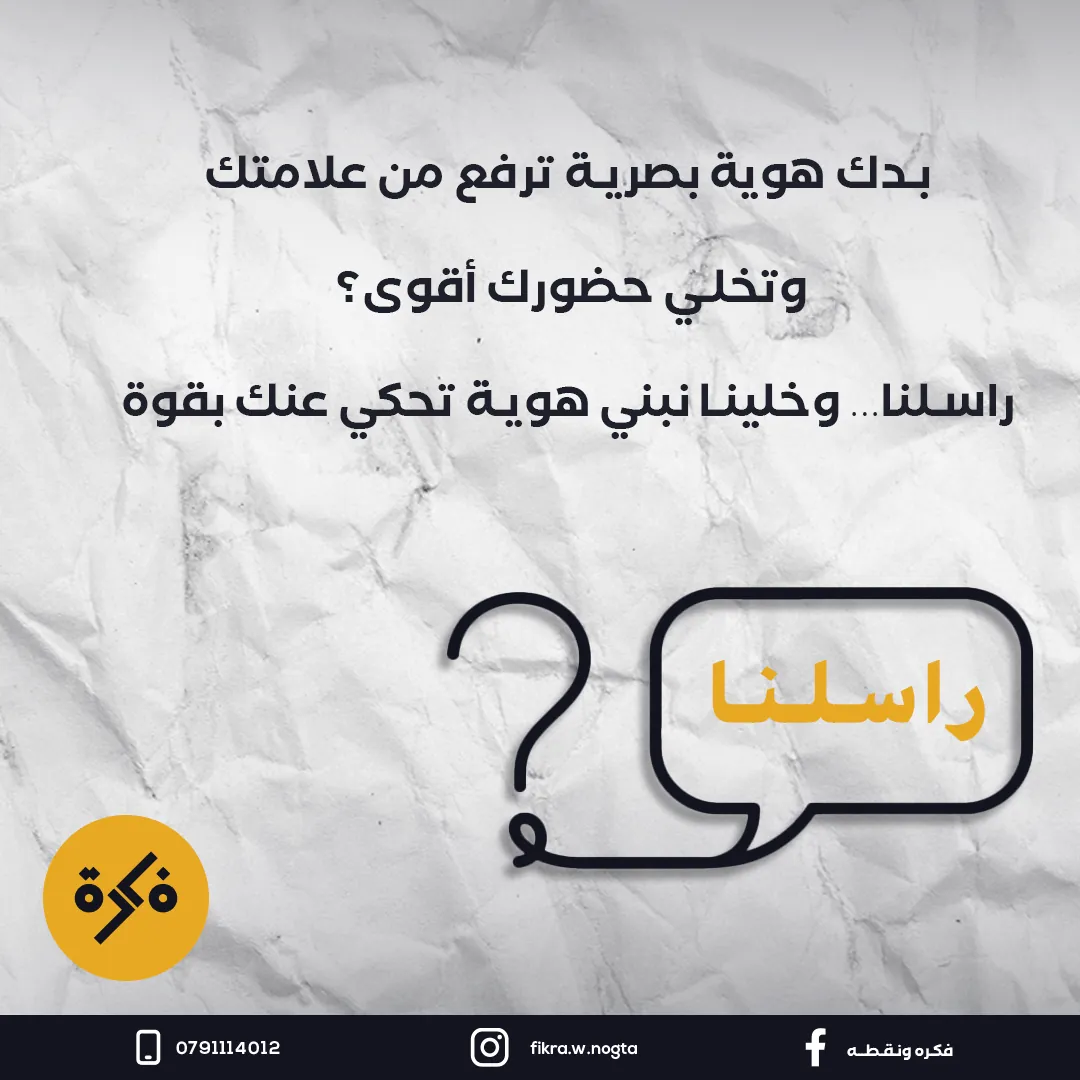 بدك هوية بصرية ترفع من علامتك
وتخلي حضورك أقوى؟
راسلنا... وخلينا نبني هوية تحكي عنك بقوة
راسلنا
فكرة
فكره ونقطه
fikra.w.nogta
0791114012